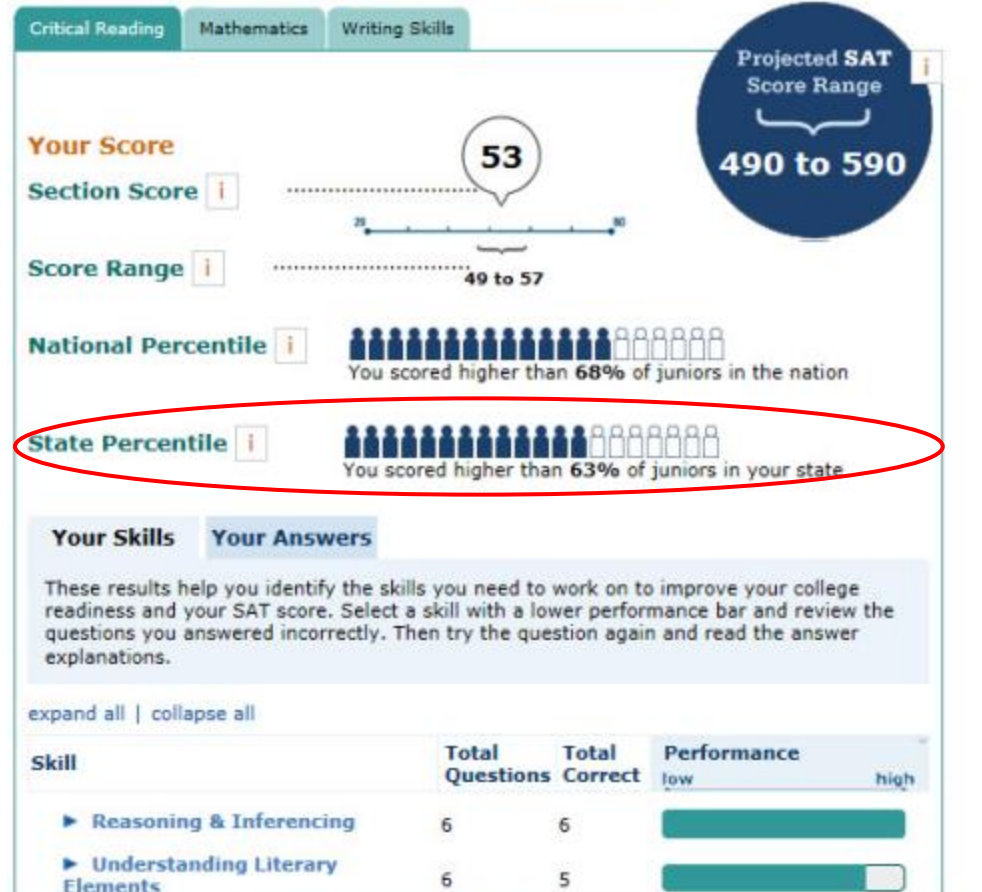 Critical Reading Mathematics Writing Skills
Projected SAT
Score Range
490 to 590
i
Your Score
53
Section Score i
20 80
Score Range i
49 to 57
National Percentile i
You scored higher than 68% of juniors in the nation
State Percentile i
You scored higher than 63% of juniors in your state
Your Skills Your Answers
These results help you identify the skills you need to work on to improve your college
readiness and your SAT score. Select a skill with a lower performance bar and review the
questions you answered incorrectly. Then try the question again and read the answer
explanations.
expand all | collapse all
Skill Total Questions Total Correct Performance
low high
Reasoning & Inferencing 6 6
Understanding Literary
Elements 6 5